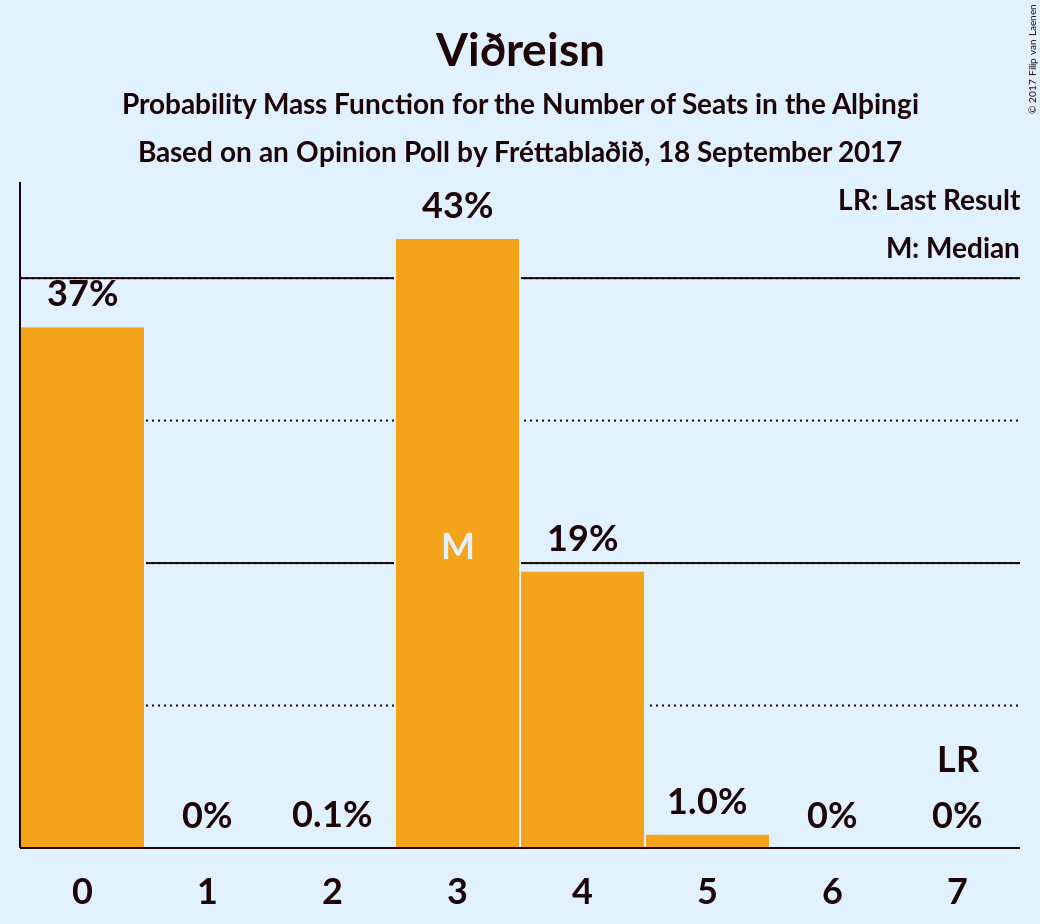 Viðreisn
Probability Mass Function for the Number of Seats in the Alþingi
Based on an Opinion Poll by Fréttablaðið, 18 September 2017
© 2017 Filip van Laenen
LR: Last Result
M: Median
43%
37%
M
19%
LR
0%
0.1%
1.0%
0%
0%
0 1 2 3 4 5 6 7